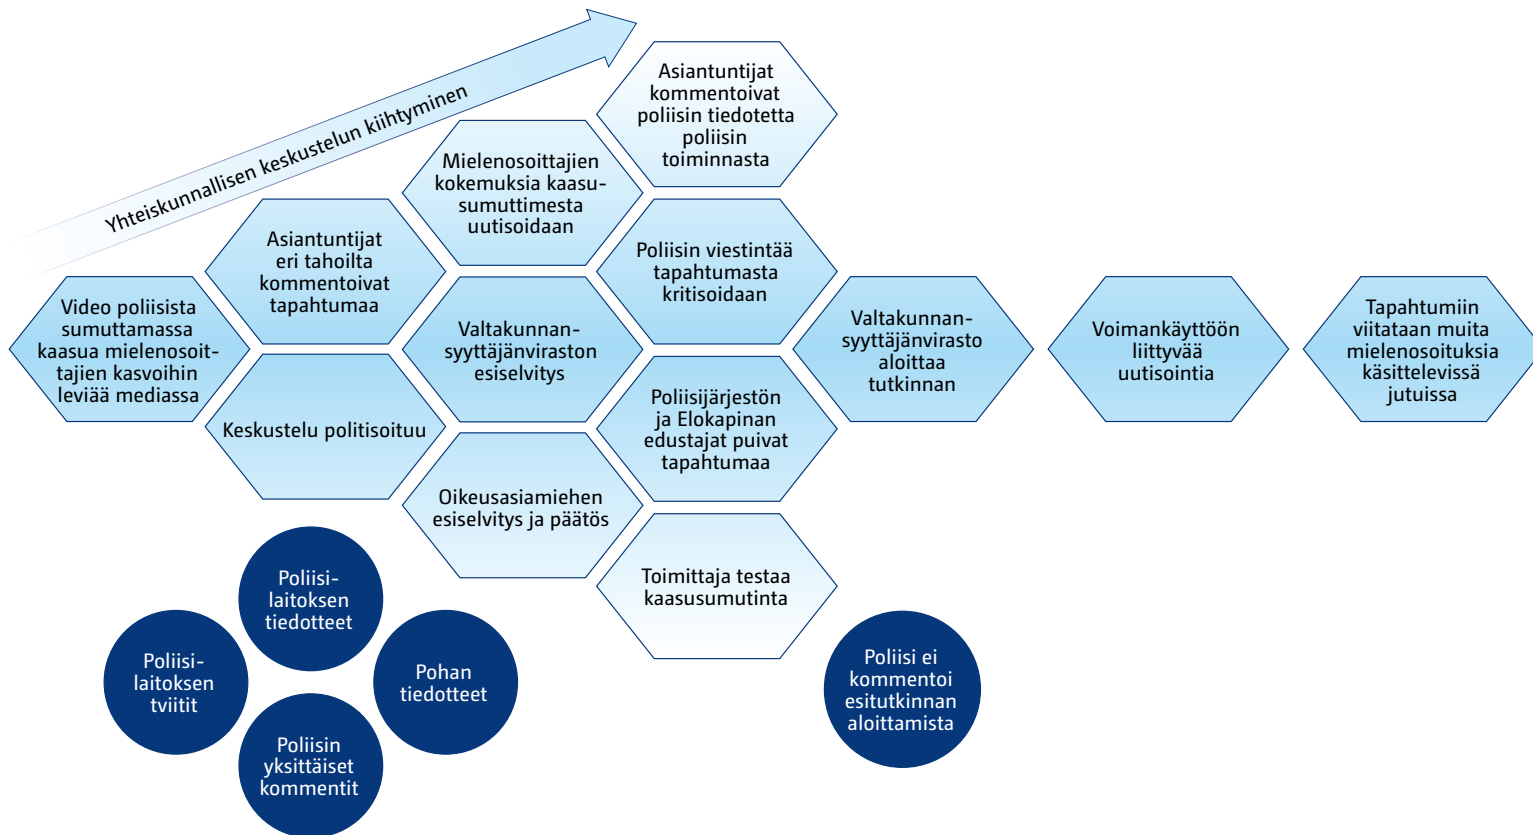 Yhteiskunnallisen keskustelun kiihtyminen
Video poliisista
sumuttamassa
kaasua mielenosoit-
tajien kasvoihin
leviää mediassa
Asiantuntijat
eri tahoilta
kommentoivat
tapahtumaa
Keskustelu politisoituu
Mielenosoittajien
kokemuksia kaasu-
sumuttimesta
uutisoidaan
Valtakunnan-
syyttäjänviraston
esiselvitys
Oikeusasiamiehen
esiselvitys ja päätös
Asiantuntijat
kommentoivat
poliisin tiedotetta
poliisin
toiminnasta
Poliisin viestintää
tapahtumasta
kritisoidaan
Poliisijärjestön
ja Elokapinan
edustajat puivat
tapahtumaa
Toimittaja testaa
kaasusumutinta
Valtakunnan-
syyttäjänvirasto
aloittaa
tutkinnan
Voimankäyttöön
liittyvää
uutisointia
Tapahtumiin
viitataan muita
mielenosoituksia
käsittelevissä
jutuissa
Poliisi-
laitoksen
tviitit
Poliisi-
laitoksen
tiedotteet
Poliisin
yksittäiset
kommentit
Pohan
tiedotteet
Poliisi ei
kommentoi
esitutkinnan
aloittamista